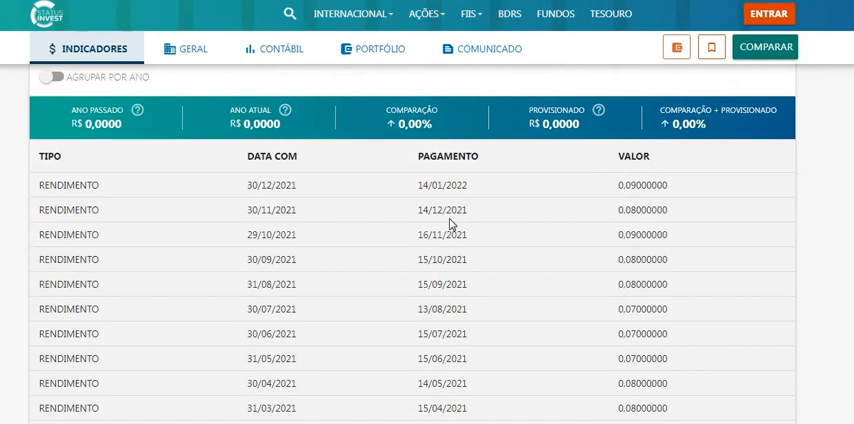 STATUS
INVEST
INTERNACIONAL AÇÕES FIIS BDRS FUNDOS TESOURO ENTRAR
$ INDICADORES GERAL CONTÁBIL PORTFÓLIO COMUNICADO COMPARAR
AGRUPAR POR ANO
ANO PASSADO ? ANO ATUAL ? COMPARAÇÃO PROVISIONADO ? COMPARAÇÃO + PROVISIONADO
R$ 0,0000 R$ 0,0000 ↑ 0,00% R$ 0,0000 ↑ 0,00%
TIPO DATA COM PAGAMENTO VALOR
RENDIMENTO 30/12/2021 14/01/2022 0,09000000
RENDIMENTO 30/11/2021 14/12/2021 0,08000000
RENDIMENTO 29/10/2021 16/11/2021 0,09000000
RENDIMENTO 30/09/2021 15/10/2021 0,08000000
RENDIMENTO 31/08/2021 15/09/2021 0,08000000
RENDIMENTO 30/07/2021 13/08/2021 0,07000000
RENDIMENTO 30/06/2021 15/07/2021 0,07000000
RENDIMENTO 31/05/2021 15/06/2021 0,07000000
RENDIMENTO 30/04/2021 14/05/2021 0,08000000
RENDIMENTO 31/03/2021 15/04/2021 0,08000000